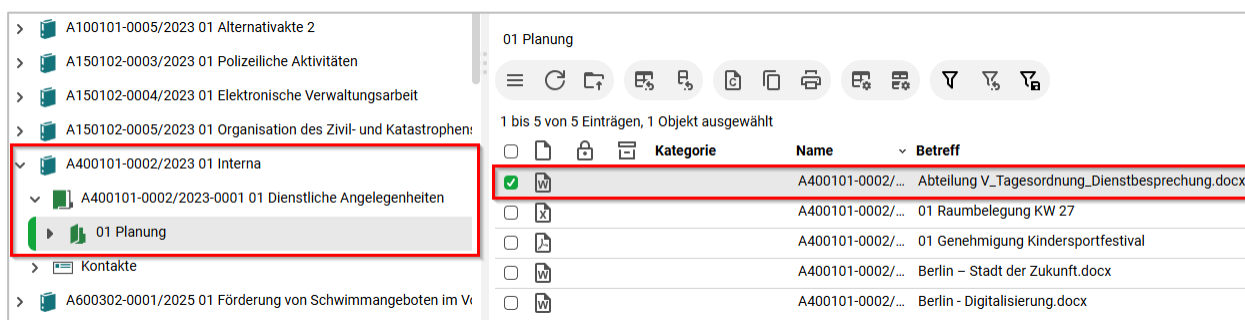 A100101-0005/2023 01 Alternativakte 2
A150102-0003/2023 01 Polizeiliche Aktivitäten
A150102-0004/2023 01 Elektronische Verwaltungsarbeit
A150102-0005/2023 01 Organisation des Zivil- und Katastrophens
A400101-0002/2023 01 Interna
A400101-0002/2023-0001 01 Dienstliche Angelegenheiten
01 Planung
Kontakte
A600302-0001/2025 01 Förderung von Schwimmangeboten im
01 Planung
1 bis 5 von 5 Einträgen, 1 Objekt ausgewählt
Kategorie Name Betreff
A400101-0002/... Abteilung V_Tagesordnung_Dienstbesprechung.docx
A400101-0002/... 01 Raumbelegung KW 27
A400101-0002/... 01 Genehmigung Kindersportfestival
A400101-0002/... Berlin – Stadt der Zukunft.docx
A400101-0002/... Berlin - Digitalisierung.docx